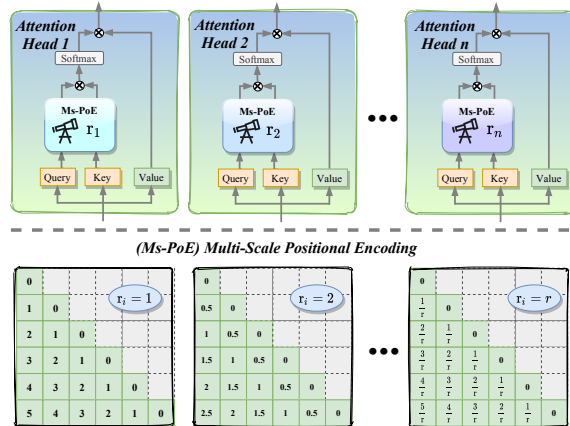 Attention
Head 1
Softmax
Ms-PoE
r₁
Query Key Value
Attention
Head 2
Softmax
Ms-PoE
r₂
Query Key Value
•••
Attention
Head n
Softmax
Ms-PoE
rₙ
Query Key Value
(Ms-PoE) Multi-Scale Positional Encoding
rᵢ = 1
0
1 0
2 1 0
3 2 1 0
4 3 2 1 0
5 4 3 2 1 0
rᵢ = 2
0
0.5 0
1 0.5 0
1.5 1 0.5 0
2 1.5 1 0.5 0
2.5 2 1.5 1 0.5 0
•••
rᵢ = r
0
1/r 0
2/r 1/r 0
3/r 2/r 1/r 0
4/r 3/r 2/r 1/r 0
5/r 4/r 3/r 2/r 1/r 0